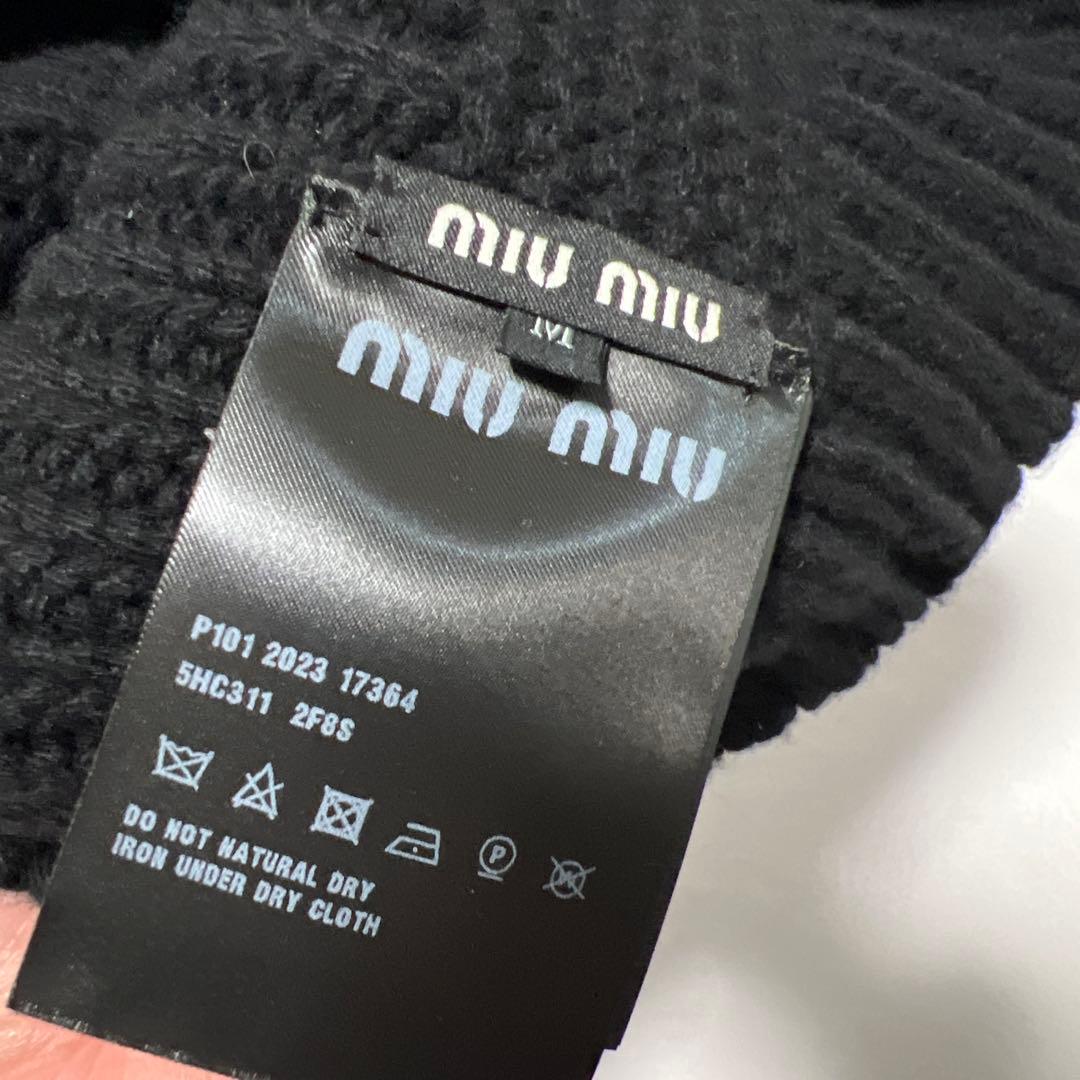 MIU MIU
M
MIU MIU
P101 2023 17364
5HC311 2F8S
P
DO NOT NATURAL DRY
IRON UNDER DRY CLOTH